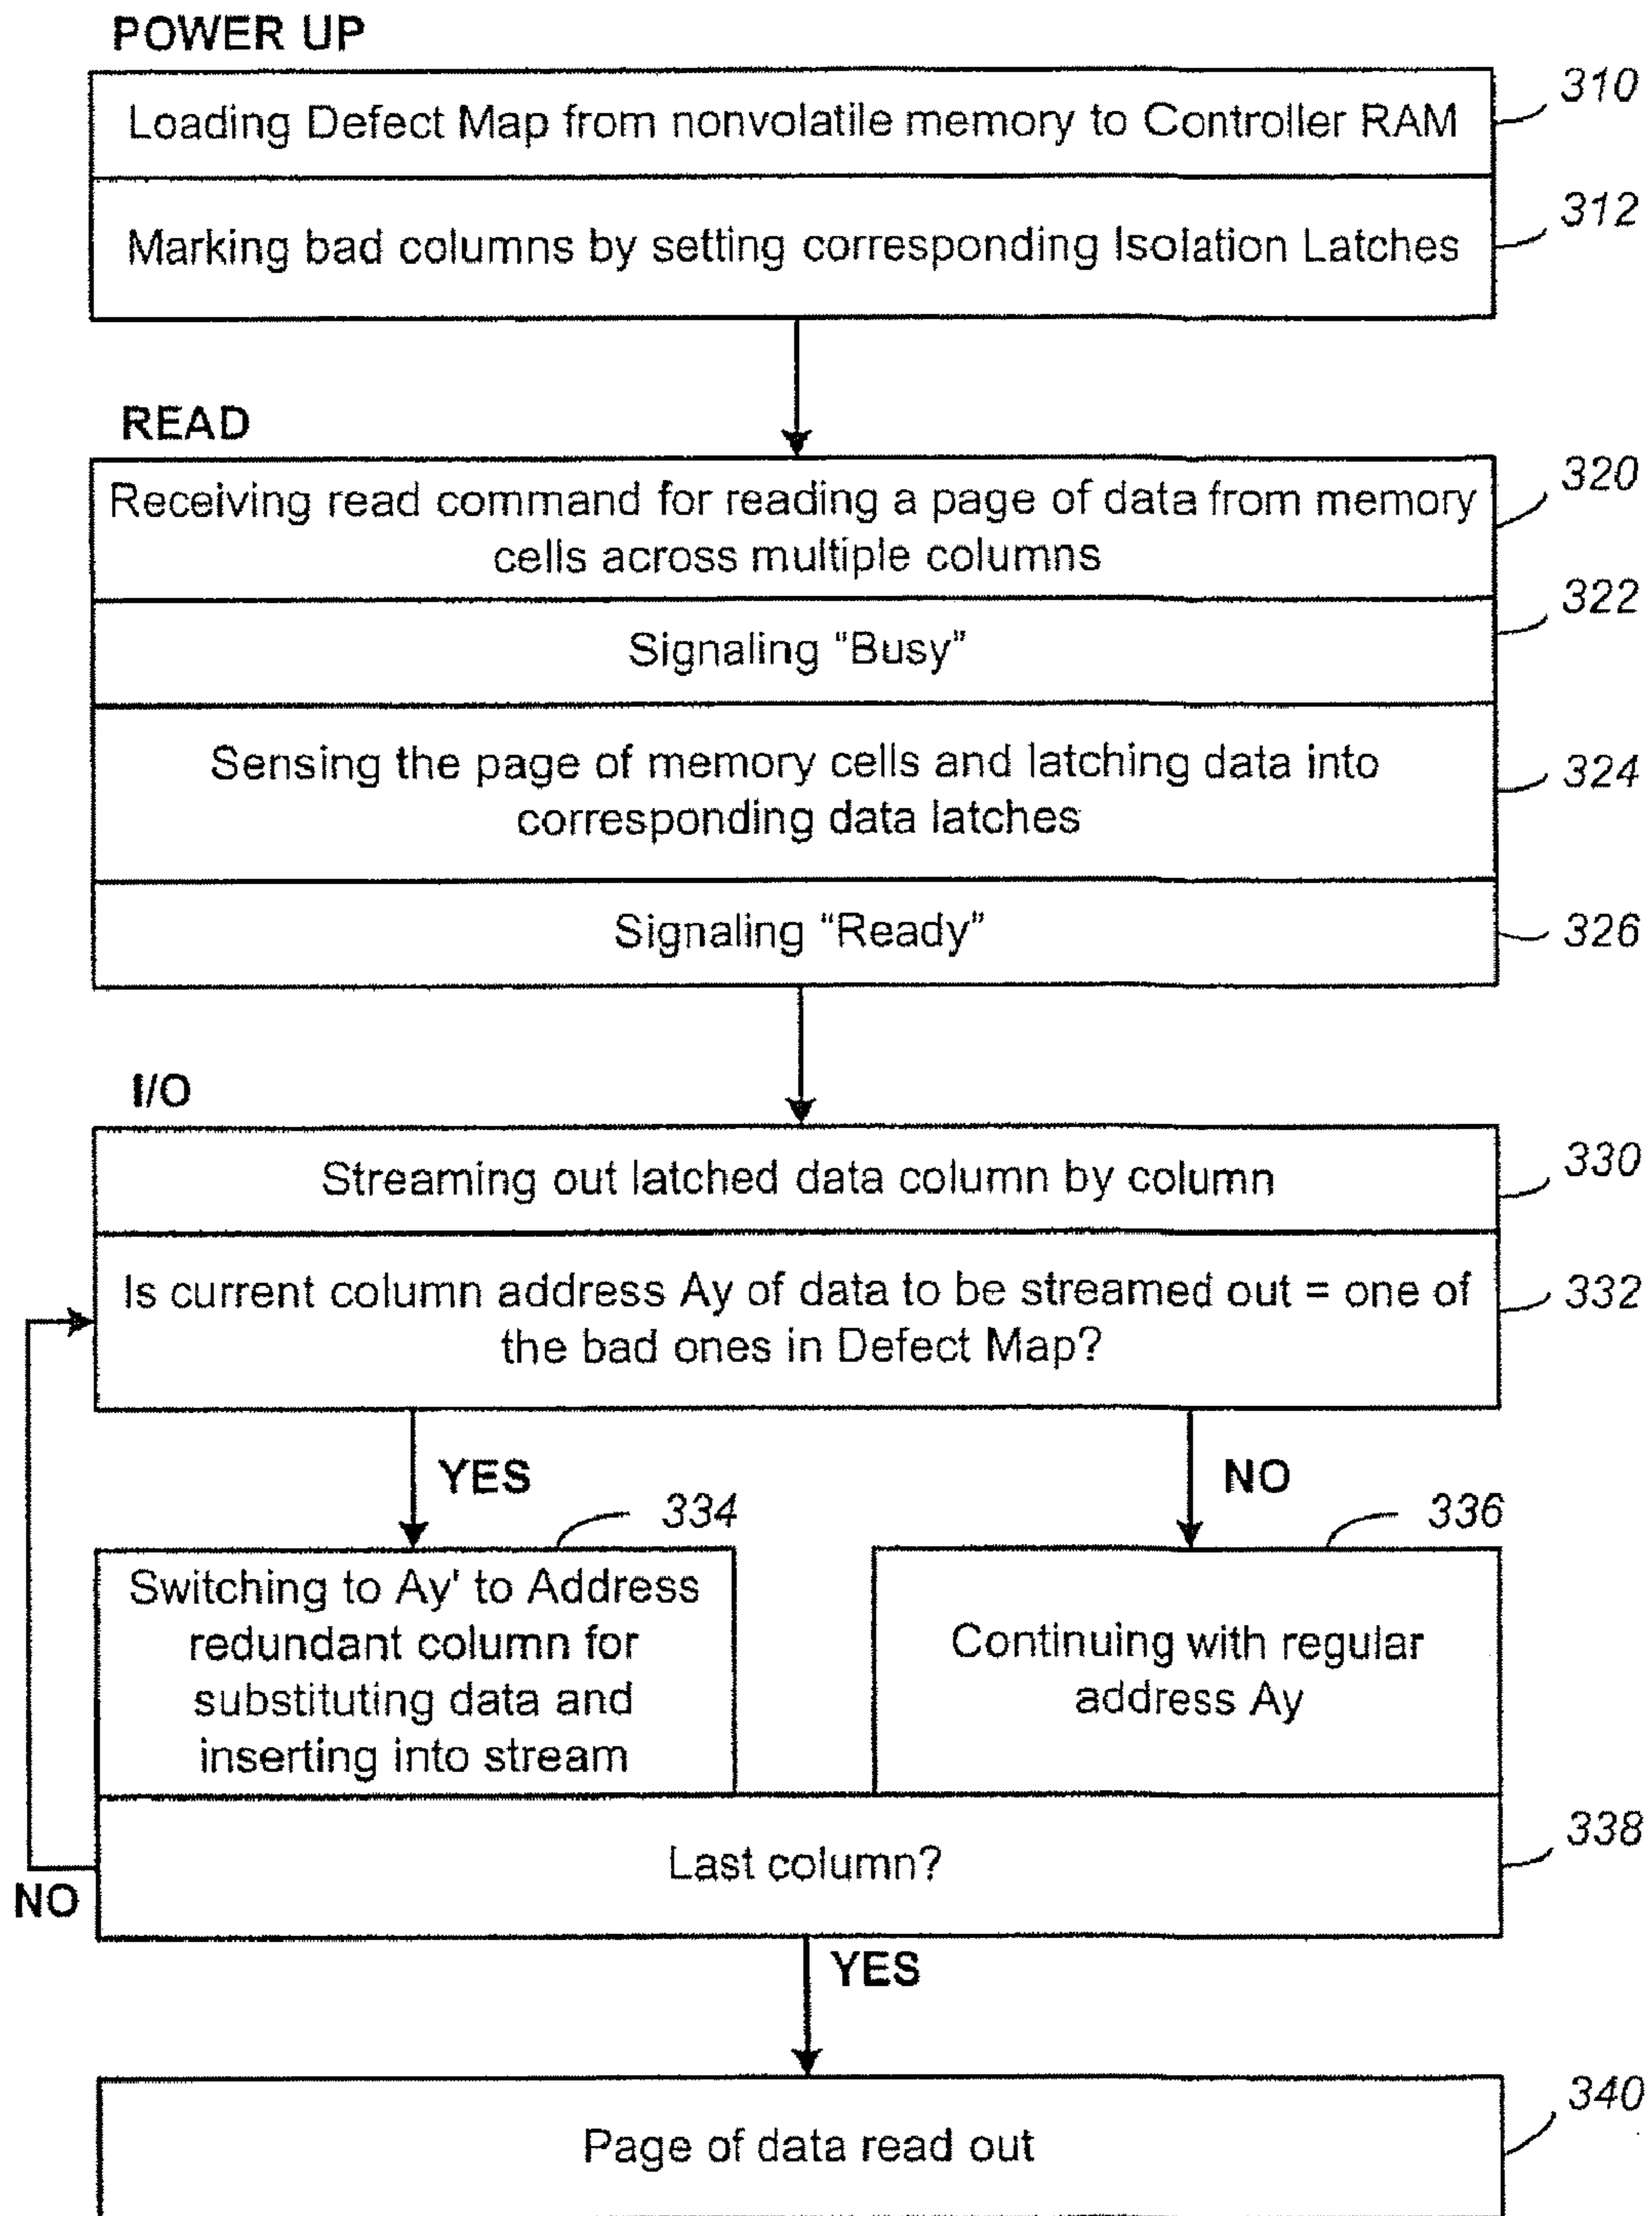 POWER UP
310
Loading Defect Map from nonvolatile memory to Controller RAM
312
Marking bad columns by setting corresponding Isolation Latches
READ
320
Receiving read command for reading a page of data from memory
cells across multiple columns
322
Signaling “Busy”
Sensing the page of memory cells and latching data into
324
corresponding data latches
Signaling “Ready”
326
I/O
330
Streaming out latched data column by column
Is current column address Ay of data to be streamed out = one of
332
the bad ones in Defect Map?
YES
NO
334
336
Switching to Ay' to Address
redundant column for
substituting data and
inserting into stream
Continuing with regular
address Ay
338
Last column?
NO
YES
340
Page of data read out